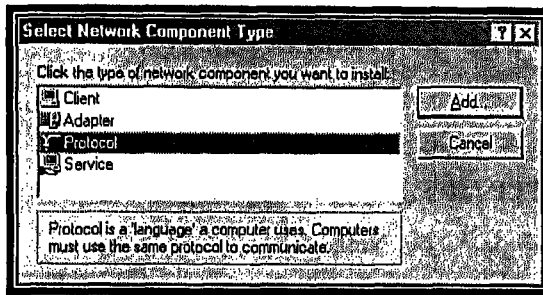 Select Network Component Type
Click the type of network component you want to install:
Client
Adapter
Protocol
Service
Add...
Cancel
Protocol is a 'language' a computer uses. Computers
must use the same protocol to communicate.